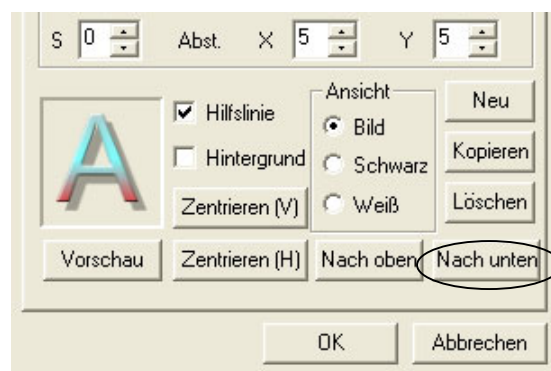 S 0 Abst. X 5 Y 5
A
Hilfslinie
Hintergrund
Zentrieren (V)
Ansicht
Bild
Schwarz
Weiß
Neu
Kopieren
Löschen
Vorschau Zentrieren (H) Nach oben Nach unten
OK Abbrechen